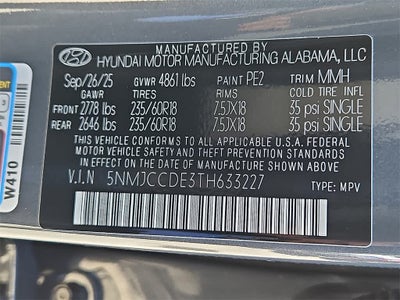 MANUFACTURED BY
HYUNDAI MOTOR MANUFACTURING ALABAMA, LLC
Sep/26/25 GVWR 4861 lbs PAINT PE2 TRIM MMH
GAWR TIRES RIMS COLD TIRE INFL
FRONT 2778 lbs 235/60R18 7.5JX18 35 psi SINGLE
REAR 2646 lbs 235/60R18 7.5JX18 35 psi SINGLE
THIS VEHICLE CONFORMS TO ALL APPLICABLE U.S.A. FEDERAL
MOTOR VEHICLE SAFETY, BUMPER, AND THEFT PREVENTION
STANDARDS IN EFFECT ON THE DATE OF MANUFACTURE SHOWN ABOVE.
V.I.N 5NMJCCDE3TH633227 TYPE: MPV
W410